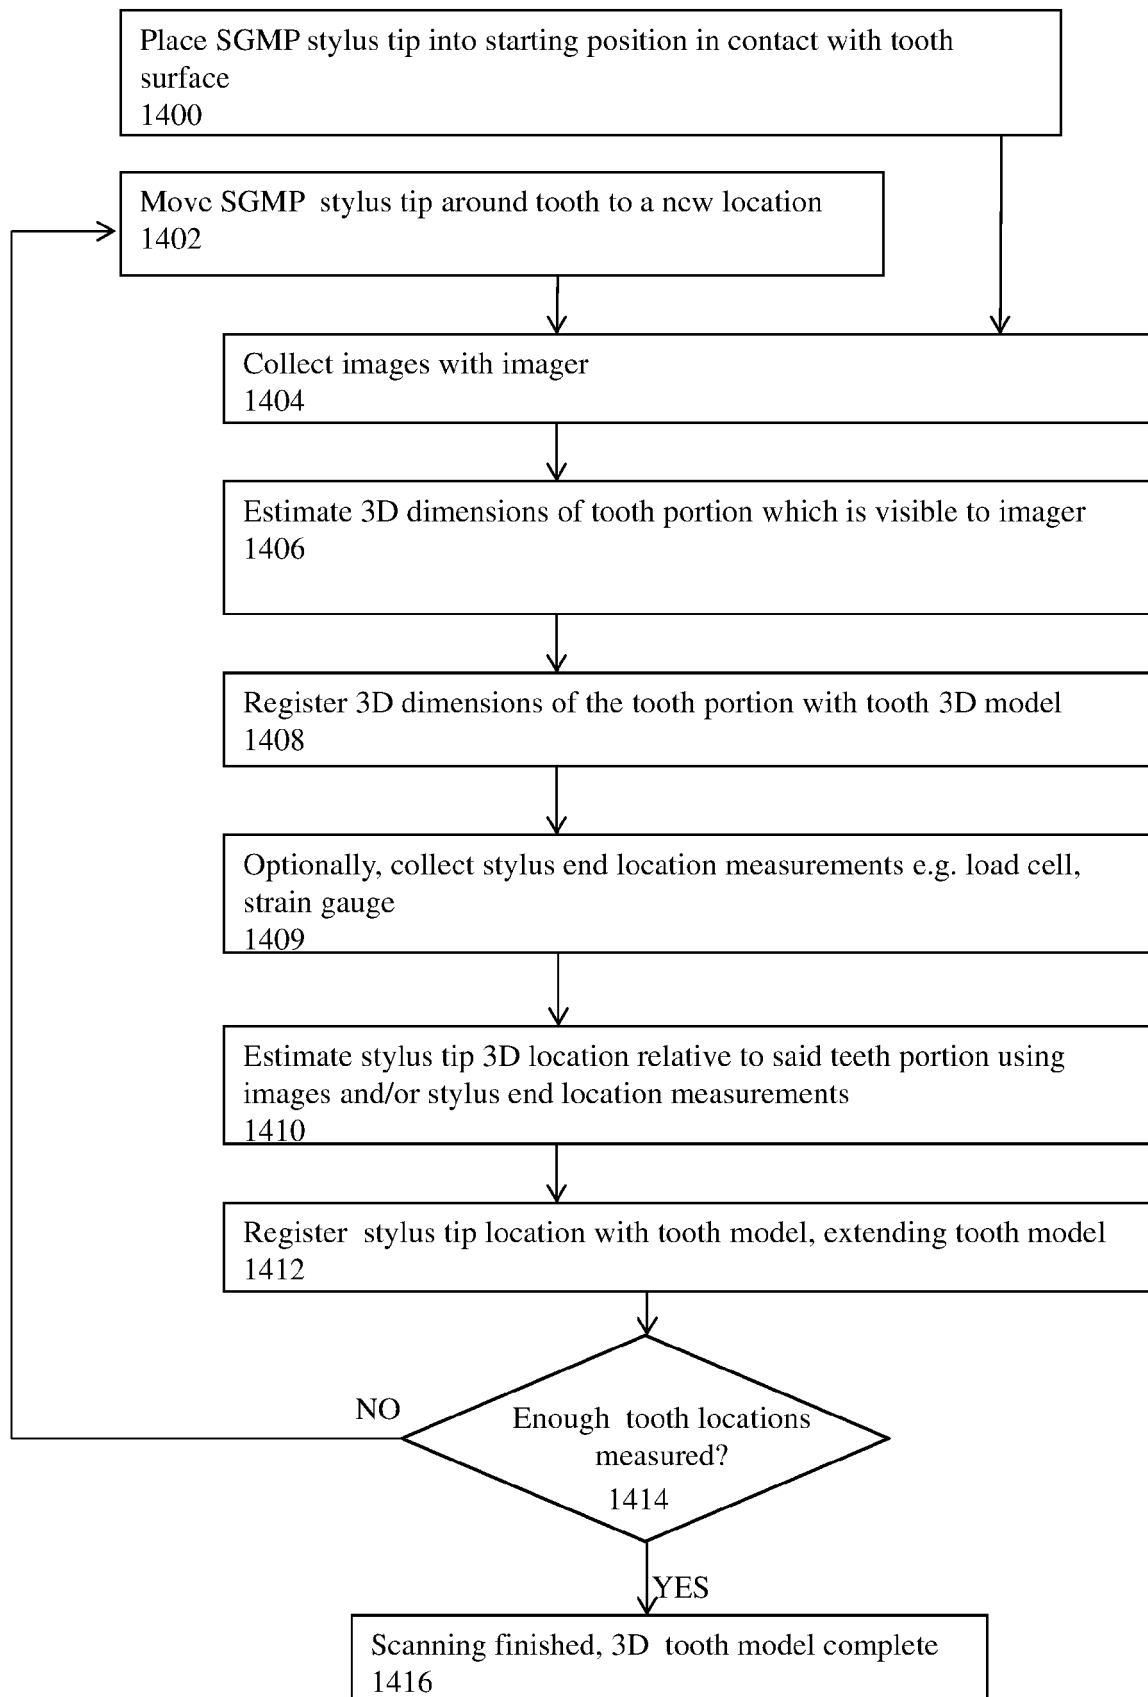 Place SGMP stylus tip into starting position in contact with tooth
surface
1400
Move SGMP stylus tip around tooth to a new location
1402
Collect images with imager
1404
Estimate 3D dimensions of tooth portion which is visible to imager
1406
Register 3D dimensions of the tooth portion with tooth 3D model
1408
Optionally, collect stylus end location measurements e.g. load cell,
strain gauge
1409
Estimate stylus tip 3D location relative to said teeth portion using
images and/or stylus end location measurements
1410
Register stylus tip location with tooth model, extending tooth model
1412
NO
Enough tooth locations
measured?
1414
YES
Scanning finished, 3D tooth model complete
1416